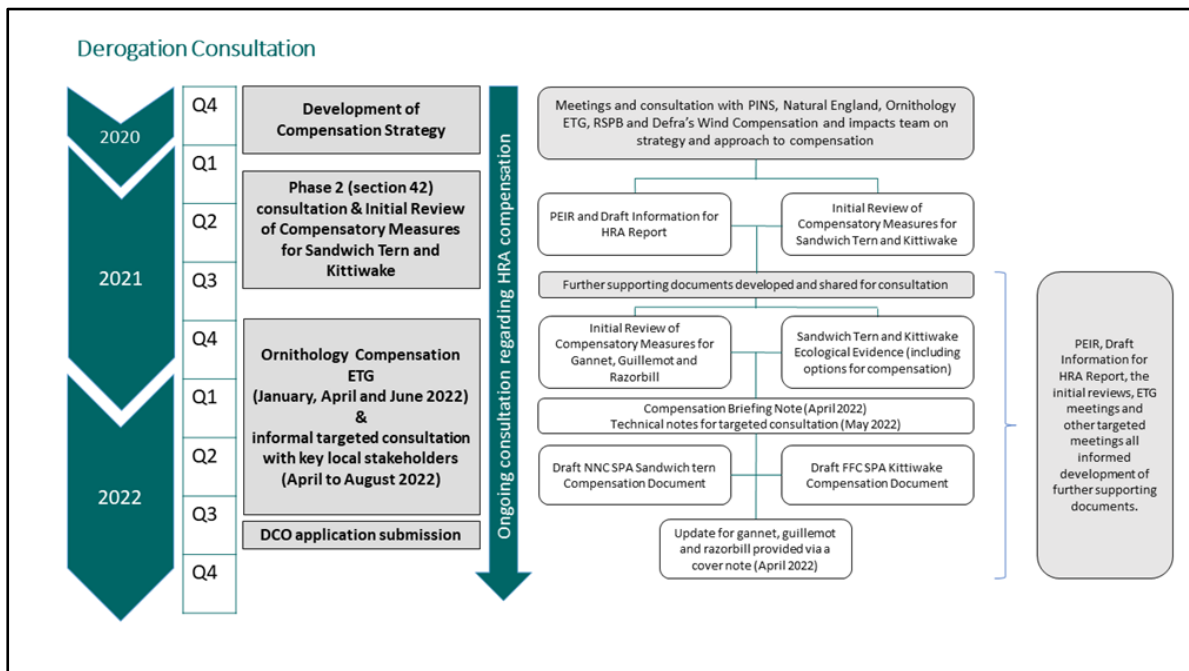 Derogation Consultation
2020
2021
2022
Q4
Q1
Q2
Q3
Q4
Q1
Q2
Q3
Q4
Development of
Compensation Strategy
Phase 2 (section 42)
consultation & Initial Review
of Compensatory Measures
for Sandwich Tern and
Kittiwake
Ornithology Compensation
ETG
(January, April and June 2022)
&
informal targeted consultation
with key local stakeholders
(April to August 2022)
DCO application submission
Ongoing consultation regarding HRA compensation
Meetings and consultation with PINS, Natural England, Ornithology
ETG, RSPB and Defra's Wind Compensation and impacts team on
strategy and approach to compensation
PEIR and Draft Information for
HRA Report
Initial Review of
Compensatory Measures for
Sandwich Tern and Kittiwake
Further supporting documents developed and shared for consultation
Initial Review of
Compensatory Measures for
Gannet, Guillemot and
Razorbill
Sandwich Tern and Kittiwake
Ecological Evidence (including
options for compensation)
Compensation Briefing Note (April 2022)
Technical notes for targeted consultation (May 2022)
Draft NNC SPA Sandwich tern
Compensation Document
Draft FFC SPA Kittiwake
Compensation Document
Update for gannet, guillemot
and razorbill provided via a
cover note (April 2022)
PEIR, Draft
Information for
HRA Report, the
initial reviews, ETG
meetings and
other targeted
meetings all
informed
development of
further supporting
documents.